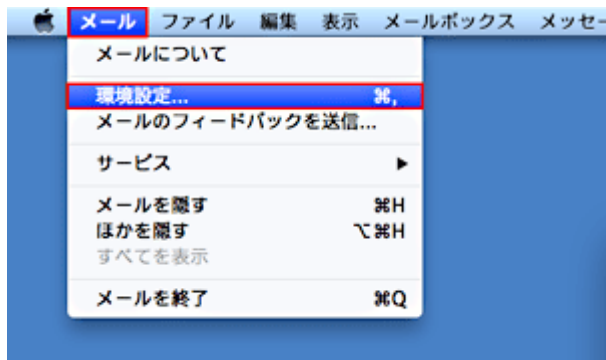 メール ファイル 編集 表示 メールボックス メッセー
メールについて
環境設定... ⌘,
メールのフィードバックを送信...
サービス ▶
メールを隠す ⌘H
ほかを隠す ⌥⌘H
すべてを表示
メールを終了 ⌘Q